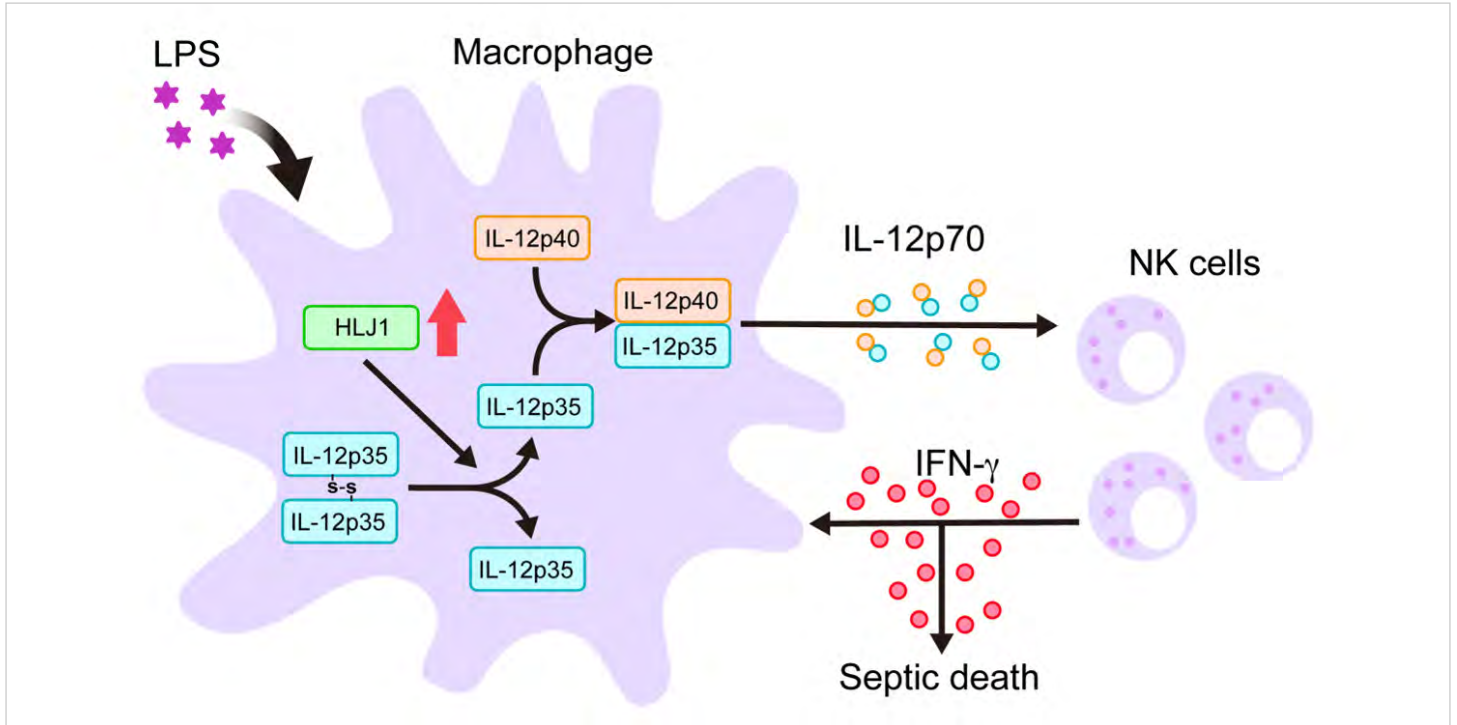 LPS
Macrophage
IL-12p40
IL-12p70
NK cells
HLJ1
IL-12p40
IL-12p35
IL-12p35
IL-12p35
s-s
IL-12p35
IFN-γ
IL-12p35
Septic death